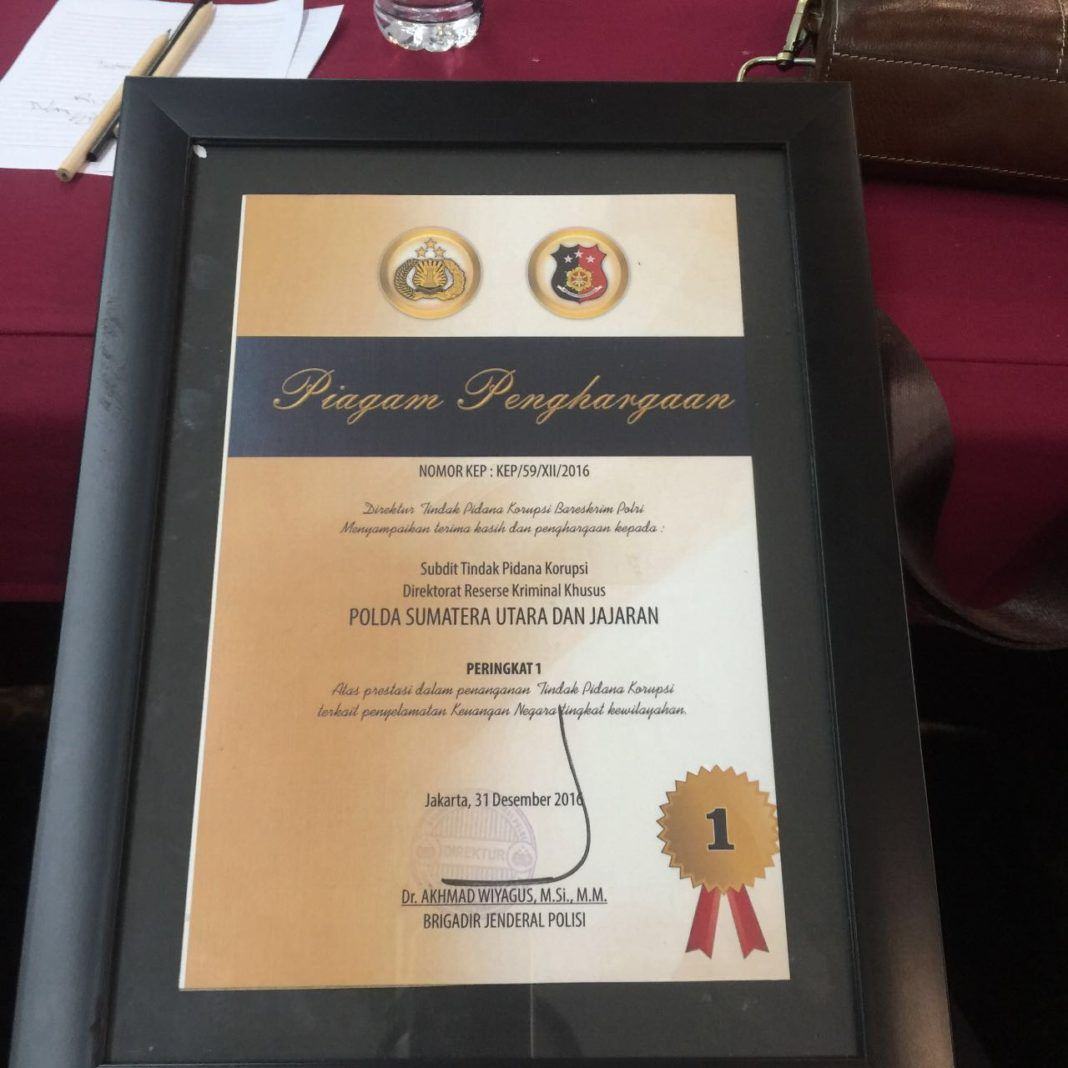 Piagam Penghargaan
NOMOR KEP : KEP/59/XII/2016
Direktur Tindak Pidana Korupsi Bareskrim Polri
Menyampaikan terima kasih dan penghargaan kepada :
Subdit Tindak Pidana Korupsi
Direktorat Reserse Kriminal Khusus
POLDA SUMATERA UTARA DAN JAJARAN
PERINGKAT 1
Atas prestasi dalam penanganan Tindak Pidana Korupsi
terkait penyelamatan Keuangan Negara tingkat kewilayahan.
Jakarta, 31 Desember 2016
DIREKTUR
Dr. AKHMAD WIYAGUS, M.Si., M.M.
BRIGADIR JENDERAL POLISI
1